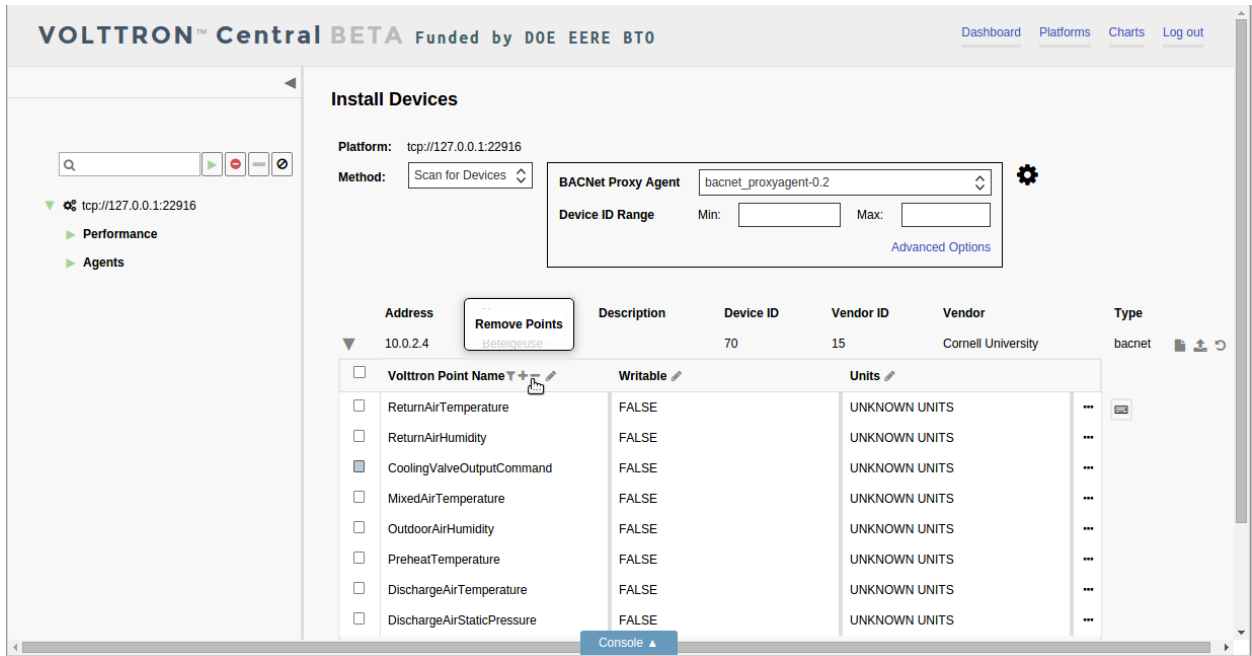 VOLTTRON™ Central BETA Funded by DOE EERE BTO
Dashboard Platforms Charts Log out
Install Devices
Platform: tcp://127.0.0.1:22916
Method: Scan for Devices
BACNet Proxy Agent bacnet_proxyagent-0.2
Device ID Range Min: Max:
Advanced Options
tcp://127.0.0.1:22916
Performance
Agents
Address Description Device ID Vendor ID Vendor Type
Remove Points
10.0.2.4 Betelgeuse 70 15 Cornell University bacnet
Volttron Point Name Writable Units
ReturnAirTemperature FALSE UNKNOWN UNITS
ReturnAirHumidity FALSE UNKNOWN UNITS
CoolingValveOutputCommand FALSE UNKNOWN UNITS
MixedAirTemperature FALSE UNKNOWN UNITS
OutdoorAirHumidity FALSE UNKNOWN UNITS
PreheatTemperature FALSE UNKNOWN UNITS
DischargeAirTemperature FALSE UNKNOWN UNITS
DischargeAirStaticPressure FALSE UNKNOWN UNITS
Console ▲